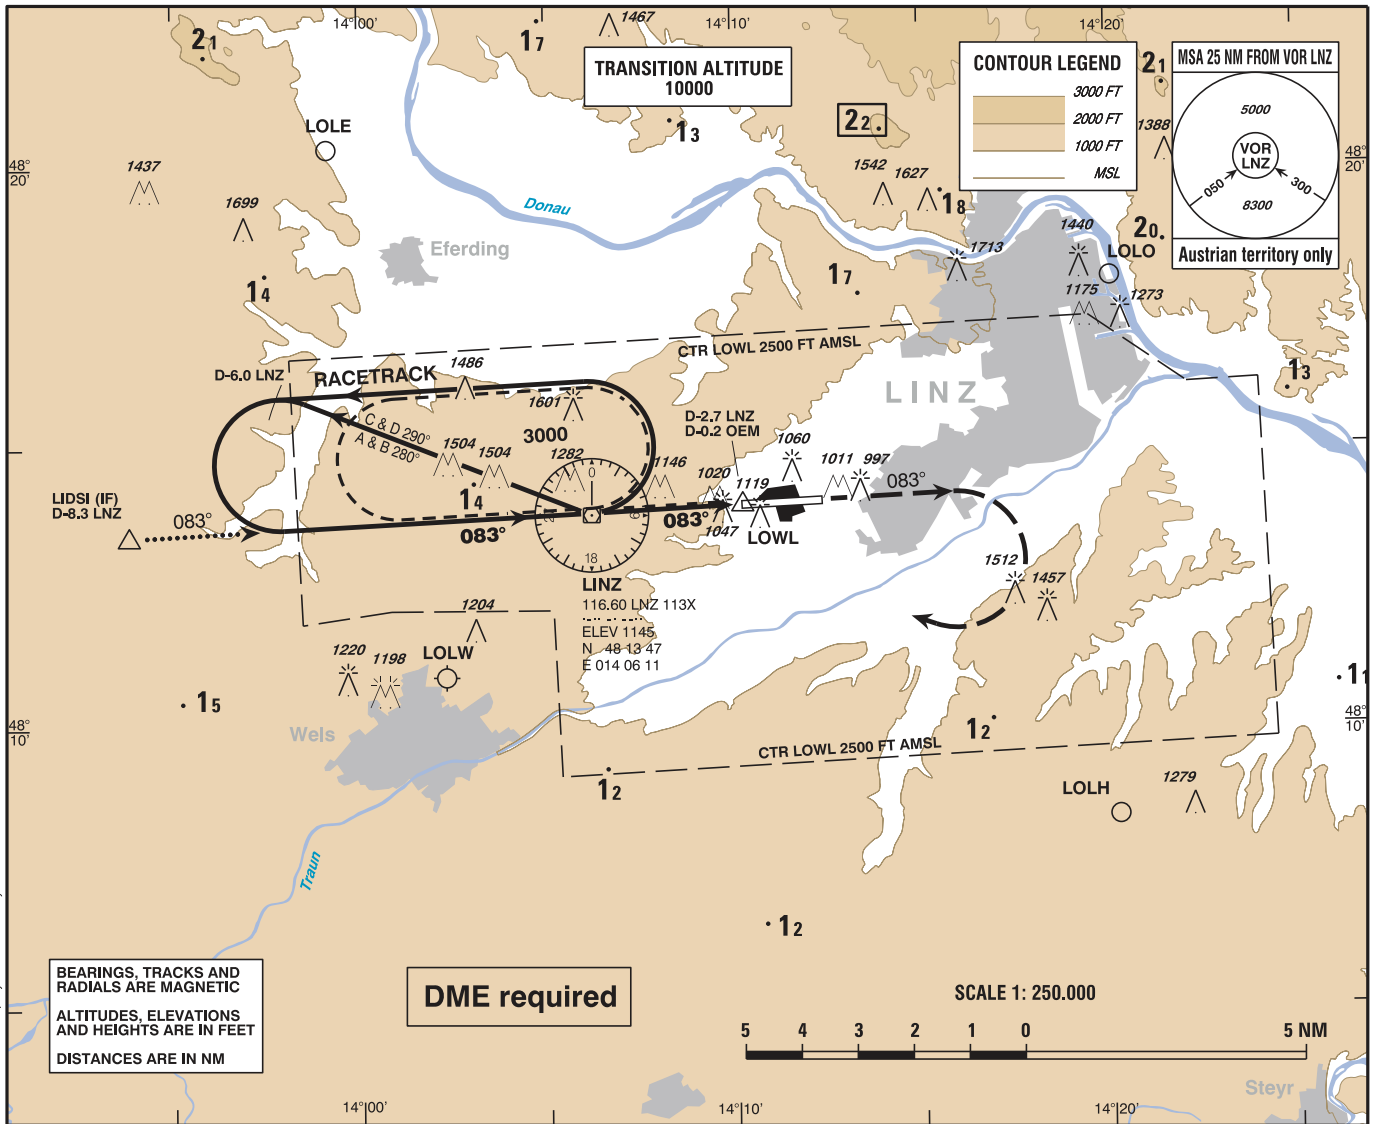 14°00'
14°10'
14°20'
21
17
1467
TRANSITION ALTITUDE
10000
CONTOUR LEGEND
3000 FT
2000 FT
1000 FT
MSL
21
MSA 25 NM FROM VOR LNZ
5000
VOR
LNZ
050
300
8300
Austrian territory only
LOLE
13
22
1388
48°
20'
48°
20'
1437
1542
1627
18
1699
Donau
1440
20
Eferding
1713
LOLO
14
17
1175
1273
CTR LOWL 2500 FT AMSL
1486
D-6.0 LNZ
RACETRACK
13
LINZ
1601
C & D 290°
A & B 280°
3000
D-2.7 LNZ
D-0.2 OEM
1504
1504
1282
1146
1020
1060
1011
997
0
1119
083°
14
6
LIDSI (IF)
D-8.3 LNZ
083°
083°
083°
1047
LOWL
18
1512
1457
LINZ
116.60 LNZ 113X
ELEV 1145
N 48 13 47
E 014 06 11
1204
1220
1198
LOLW
11
15
Wels
12
48°
10'
48°
10'
CTR LOWL 2500 FT AMSL
12
LOLH
1279
Traun
12
BEARINGS, TRACKS AND
RADIALS ARE MAGNETIC
ALTITUDES, ELEVATIONS
AND HEIGHTS ARE IN FEET
DISTANCES ARE IN NM
DME required
SCALE 1: 250.000
5 4 3 2 1 0 5 NM
Steyr
14°00'
14°10'
14°20'